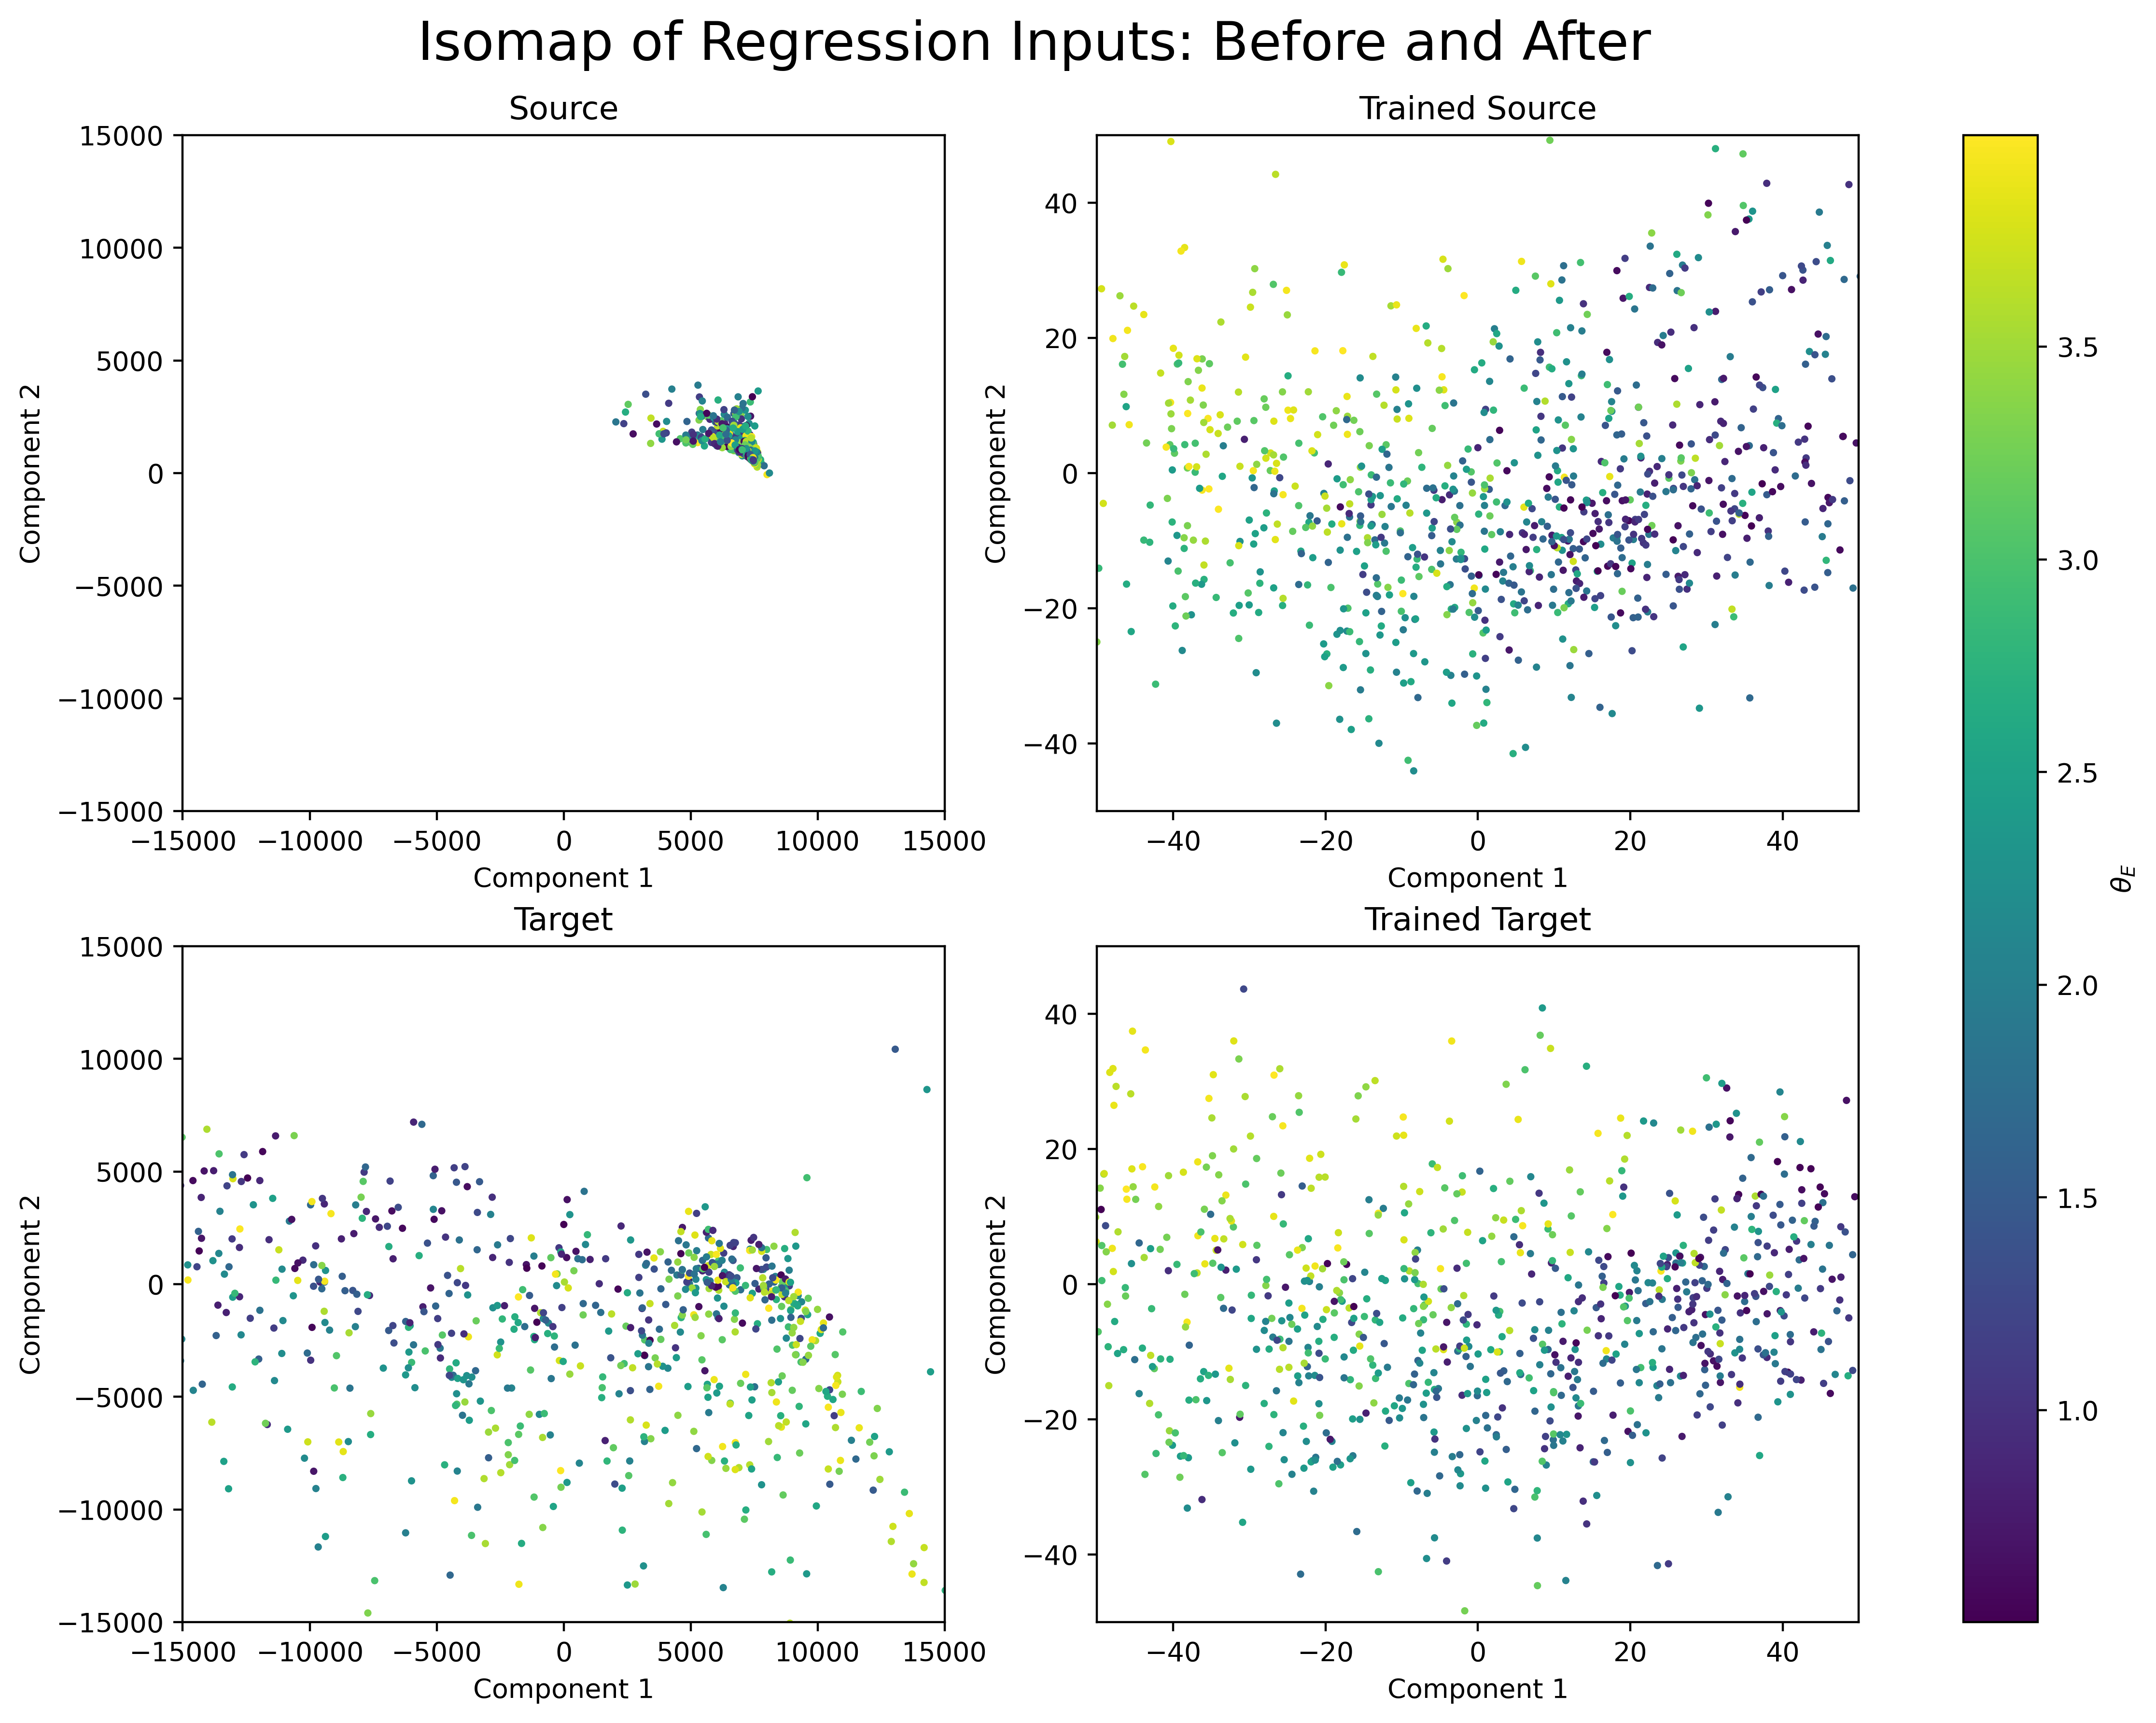 Isomap of Regression Inputs: Before and After
Source
Trained Source
15000
10000
5000
0
−5000
−10000
−15000
Component 2
−15000 −10000 −5000 0 5000 10000 15000
Component 1
40
20
0
−20
−40
Component 2
−40 −20 0 20 40
Component 1
Target
Trained Target
15000
10000
5000
0
−5000
−10000
−15000
Component 2
−15000 −10000 −5000 0 5000 10000 15000
Component 1
40
20
0
−20
−40
Component 2
−40 −20 0 20 40
Component 1
3.5
3.0
2.5
2.0
1.5
1.0
θ_E